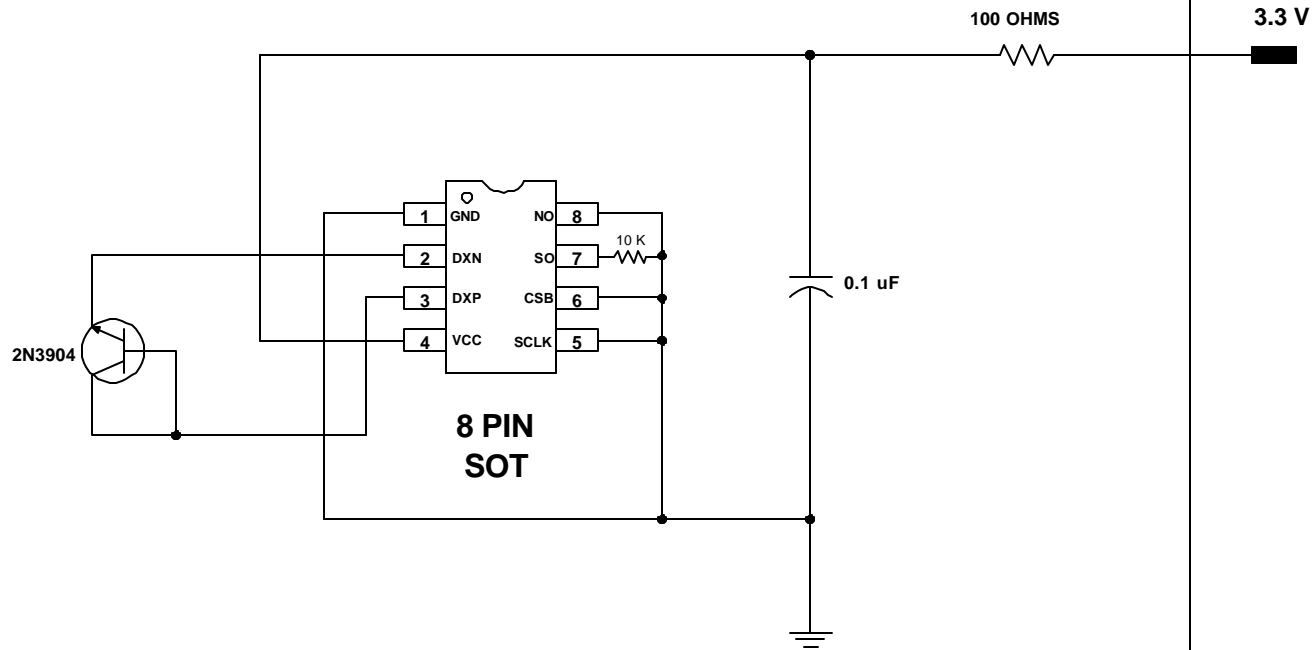 100 OHMS
3.3 V
1 GND NO 8
10 K
2 DXN SO 7
3 DXP CSB 6
0.1 uF
4 VCC SCLK 5
2N3904
8 PIN
SOT